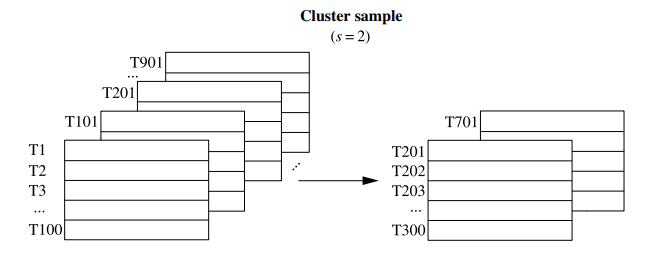 Cluster sample
(s = 2)
T901
...
T201
T101
T1
T2
T3
...
T100
...
T701
T201
T202
T203
...
T300